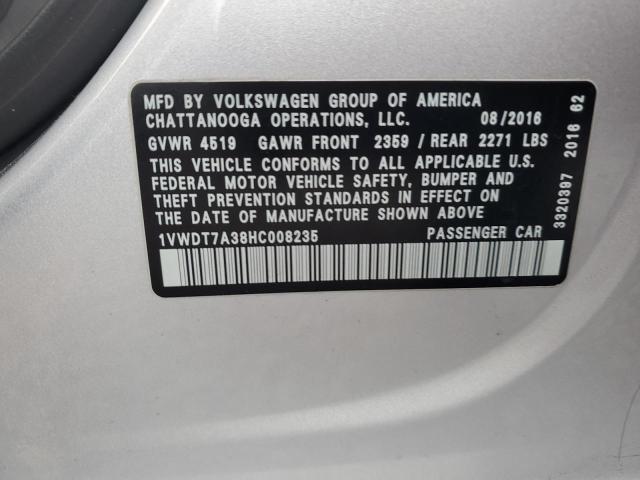 MFD BY VOLKSWAGEN GROUP OF AMERICA
CHATTANOOGA OPERATIONS, LLC. 08/2016
GVWR 4519 GAWR FRONT 2359 / REAR 2271 LBS
THIS VEHICLE CONFORMS TO ALL APPLICABLE U.S.
FEDERAL MOTOR VEHICLE SAFETY, BUMPER AND
THEFT PREVENTION STANDARDS IN EFFECT ON
THE DATE OF MANUFACTURE SHOWN ABOVE
1VWDT7A38HC008235 PASSENGER CAR
3320397 2016 62